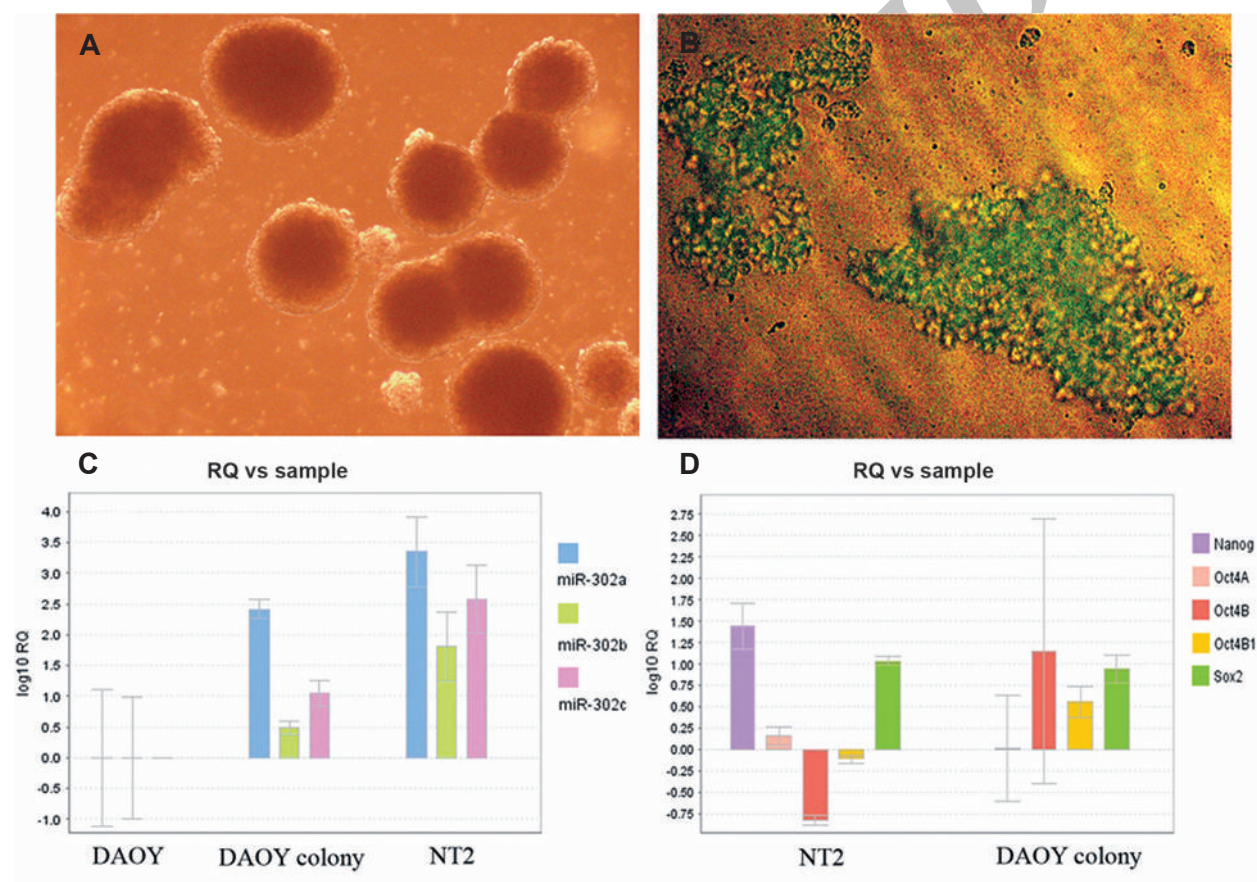 A
B
C
RQ vs sample
4.0
3.5
3.0
2.5
2.0
1.5
1.0
0.5
0.0
-0.5
-1.0
log10 RQ
DAOY
DAOY colony
NT2
miR-302a
miR-302b
miR-302c
D
RQ vs sample
2.75
2.50
2.25
2.00
1.75
1.50
1.25
1.00
0.75
0.50
0.25
0.00
-0.25
-0.50
-0.75
log10 RQ
NT2
DAOY colony
Nanog
Oct4A
Oct4B
Oct4B1
Sox2